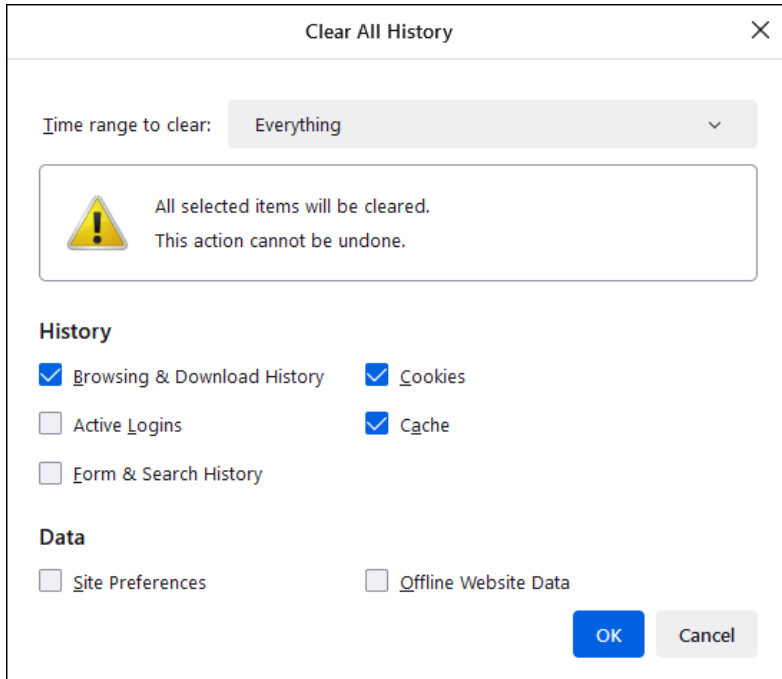 Clear All History
Time range to clear: Everything
All selected items will be cleared.
This action cannot be undone.
History
Browsing & Download History Cookies
Active Logins Cache
Form & Search History
Data
Site Preferences Offline Website Data
OK Cancel